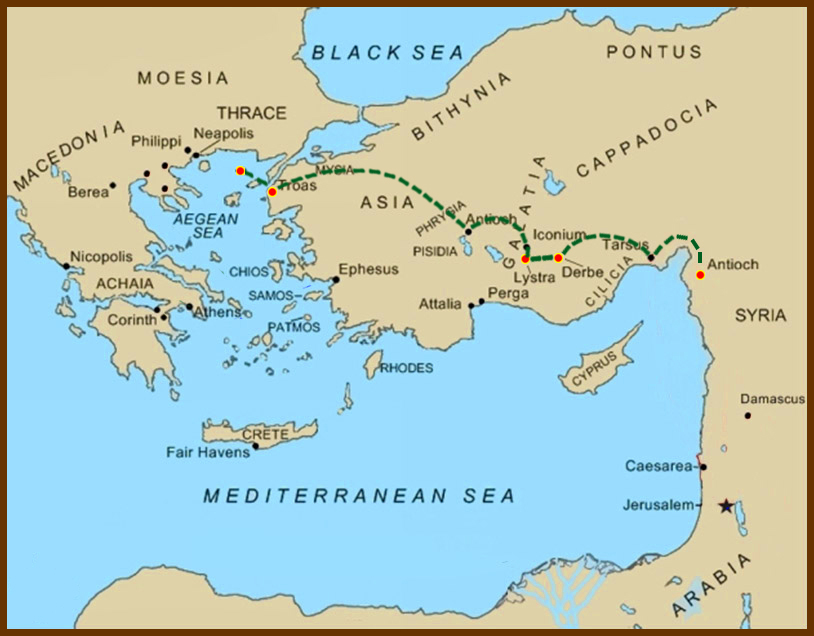 BLACK SEA
PONTUS
MOESIA
THRACE
BITHYNIA
CAPPADOCIA
MACEDONIA
Philippi
Neapolis
Berea
Troas
MYSIA
ASIA
GALATIA
AEGEAN
SEA
PHRYSIA
Antioch
PISIDIA
Iconium
Tarsus
Lystra
Derbe
CILICIA
Antioch
Nicopolis
ACHAIA
CHIOS
Ephesus
SAMOS
Attalia
Perga
Corinth
Athens
PATMOS
SYRIA
RHODES
CYPRUS
Damascus
CRETE
Fair Havens
Caesarea
MEDITERRANEAN SEA
Jerusalem
ARABIA